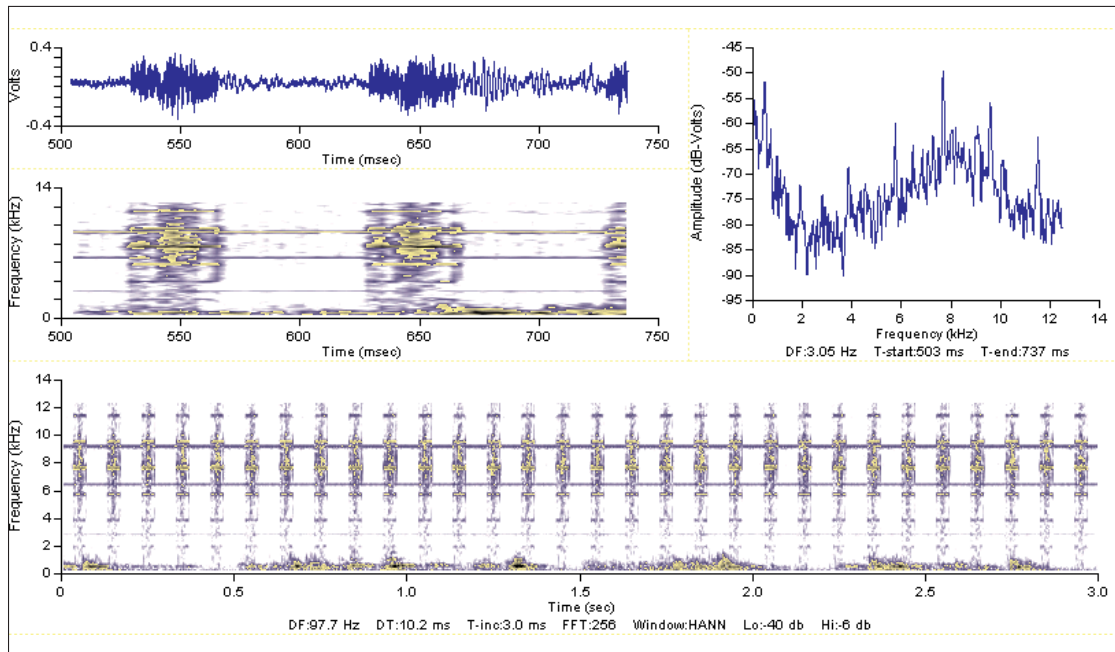 0.4
Volts
-0.4
500 550 600 650 700 750
Time (msec)
14
Frequency (kHz)
0
500 550 600 650 700 750
Time (msec)
-45
-50
-55
-60
-65
-70
-75
-80
-85
-90
-95
Amplitude (dB-Volts)
0 2 4 6 8 10 12 14
Frequency (kHz)
DF:3.05 Hz T-start:503 ms T-end:737 ms
14
12
10
8
6
4
2
0
Frequency (kHz)
0 0.5 1.0 1.5 2.0 2.5 3.0
Time (sec)
DF:97.7 Hz DT:10.2 ms T-inc:3.0 ms FFT:256 Window:HANN Lo:-40 db Hi:-6 db